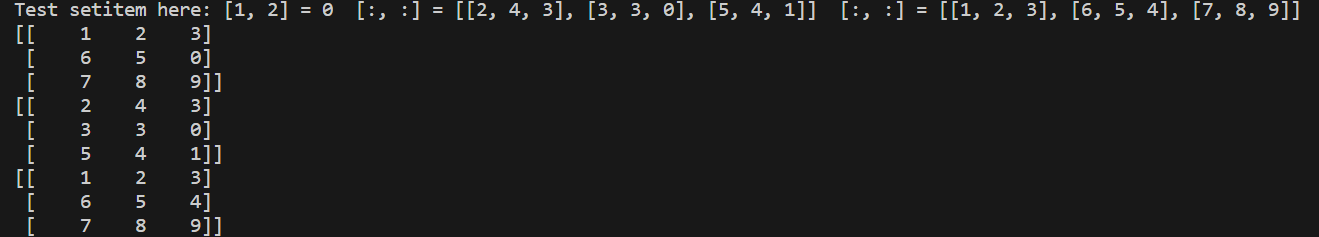 Test setitem here: [1, 2] = 0  [:, :] = [[2, 4, 3], [3, 3, 0], [5, 4, 1]]  [:, :] = [[1, 2, 3], [6, 5, 4], [7, 8, 9]]
[[    1    2    3]
 [    6    5    0]
 [    7    8    9]]
[[    2    4    3]
 [    3    3    0]
 [    5    4    1]]
[[    1    2    3]
 [    6    5    4]
 [    7    8    9]]